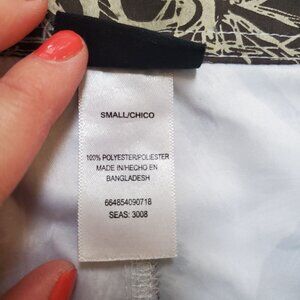 SMALL/CHICO
100% POLYESTER/POLIESTER
MADE IN/HECHO EN
BANGLADESH
664854090718
SEAS: 3008